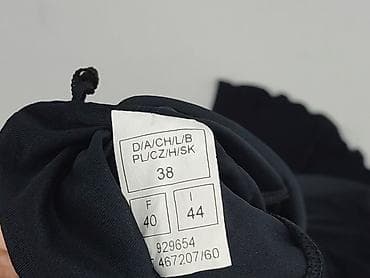 D/A/CH/L/B
PL/CZ/H/SK
38
F I
40 44
929654
467207/60